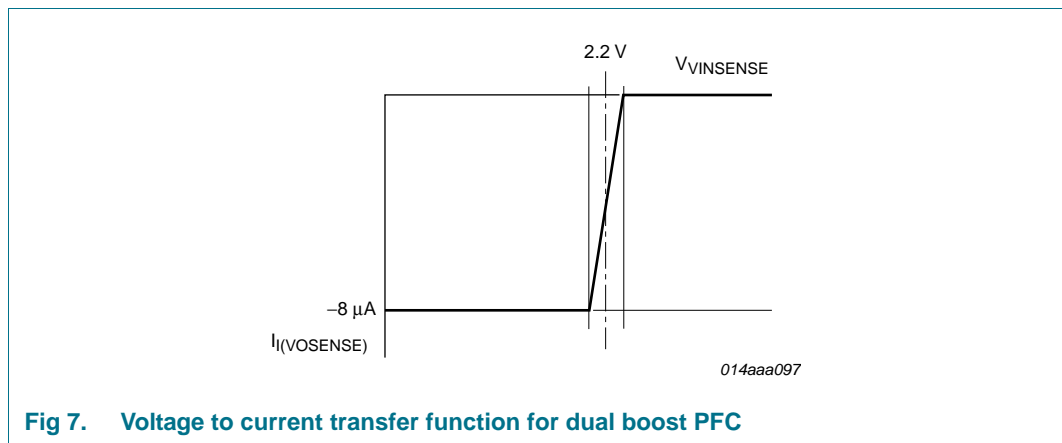 2.2 V
VVINSENSE
−8 μA
II(VOSENSE)
014aaa097
Fig 7. Voltage to current transfer function for dual boost PFC